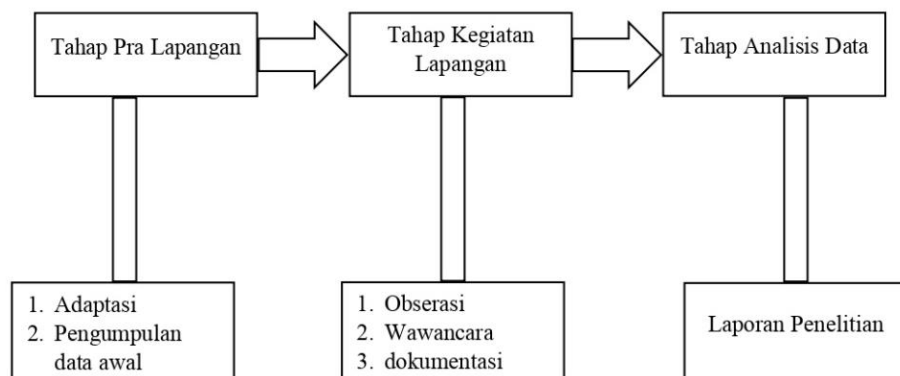 Tahap Pra Lapangan
Tahap Kegiatan
Lapangan
Tahap Analisis Data
1. Adaptasi
2. Pengumpulan
data awal
1. Obserasi
2. Wawancara
3. dokumentasi
Laporan Penelitian